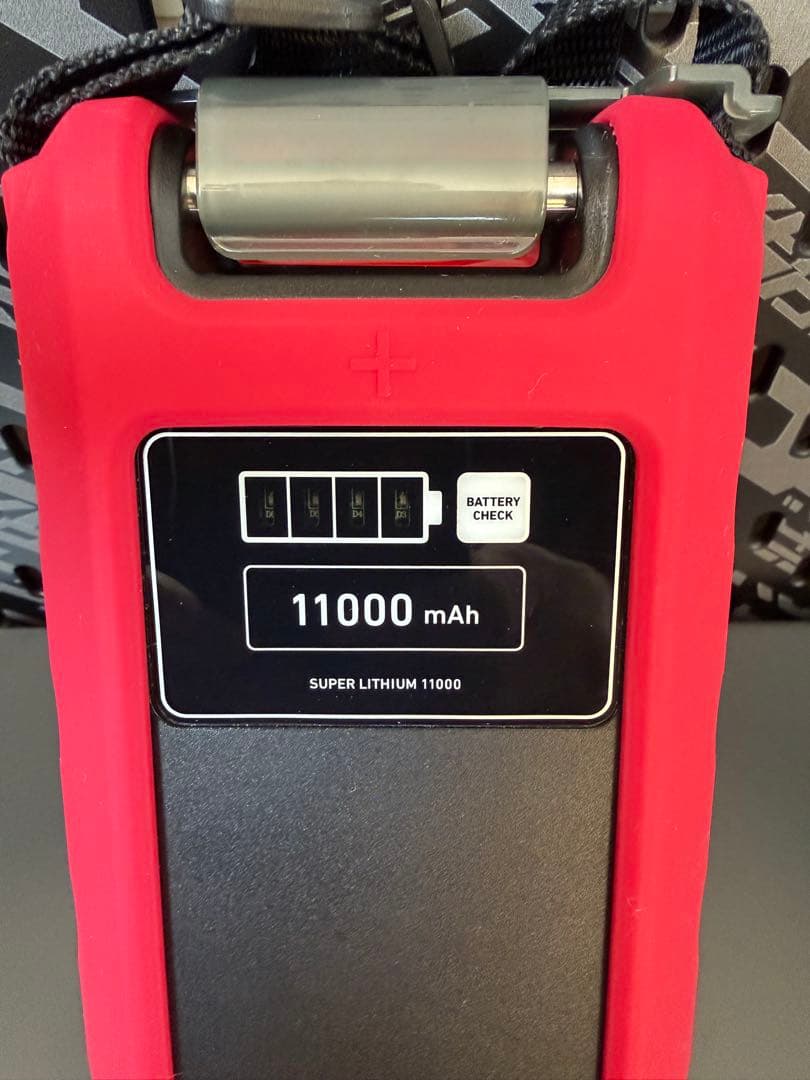 BATTERY
CHECK
11000 mAh
SUPER LITHIUM 11000